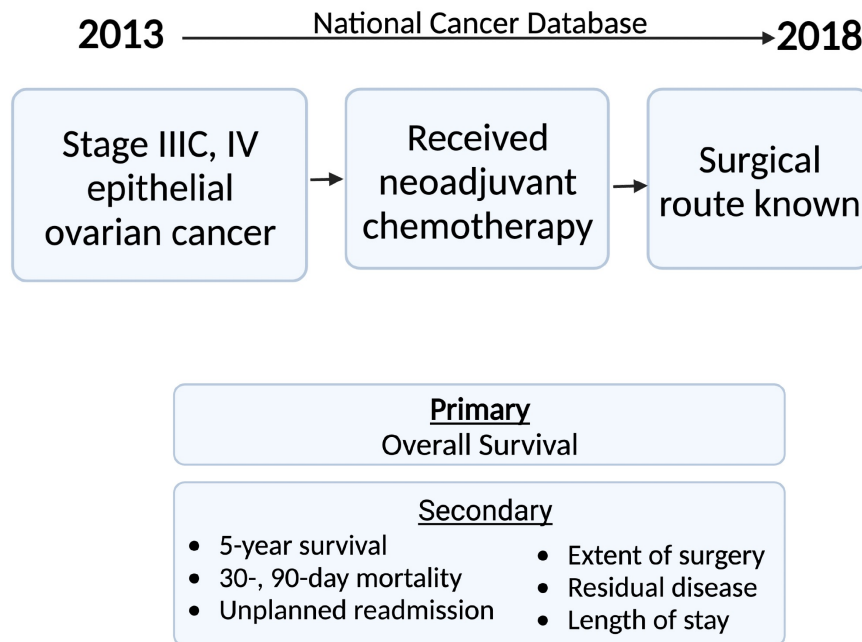 2013
National Cancer Database
2018
Stage IIIC, IV
epithelial
ovarian cancer
Received
neoadjuvant
chemotherapy
Surgical
route known
Primary
Overall Survival
Secondary
• 5-year survival
• 30-, 90-day mortality
• Unplanned readmission
• Extent of surgery
• Residual disease
• Length of stay